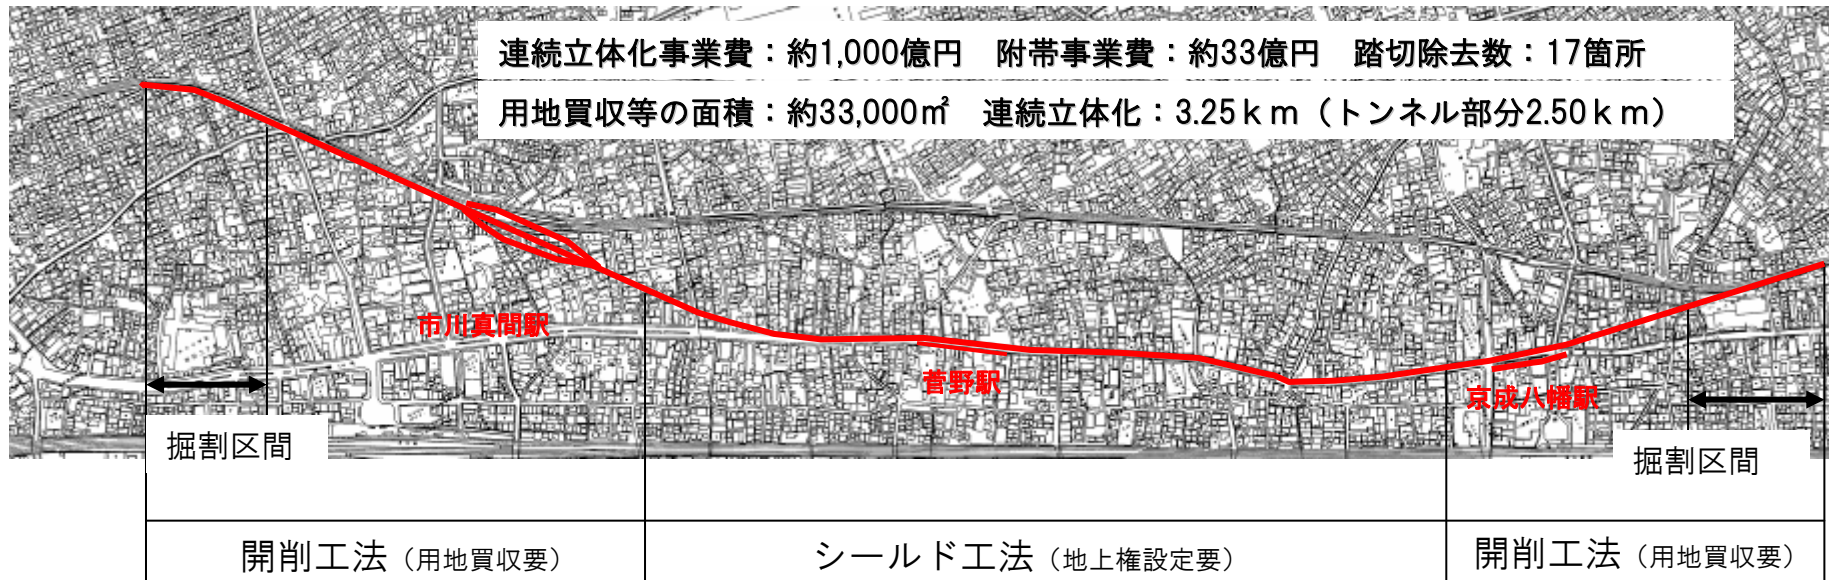 連続立体化事業費：約1,000億円　附帯事業費：約33億円　踏切除去数：17箇所
用地買収等の面積：約33,000㎡　連続立体化：3.25ｋｍ（トンネル部分2.50ｋｍ）
市川真間駅
菅野駅
京成八幡駅
掘割区間
掘割区間
開削工法（用地買収要）
シールド工法（地上権設定要）
開削工法（用地買収要）